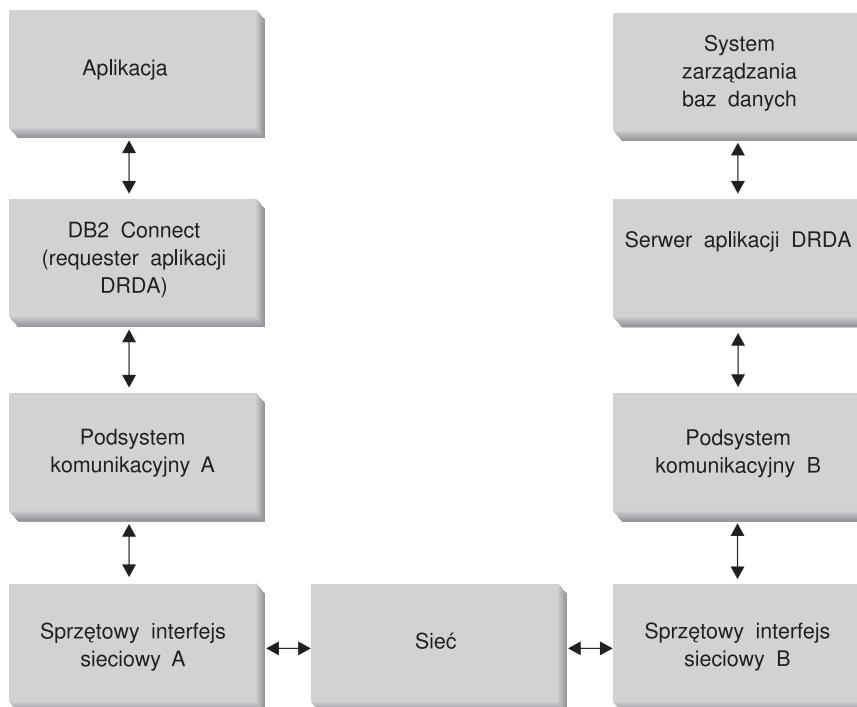 Aplikacja
System
zarządzania
baz danych
DB2 Connect
(requester aplikacji
DRDA)
Serwer aplikacji DRDA
Podsystem
komunikacyjny A
Podsystem
komunikacyjny B
Sprzętowy interfejs
sieciowy A
Sieć
Sprzętowy interfejs
sieciowy B